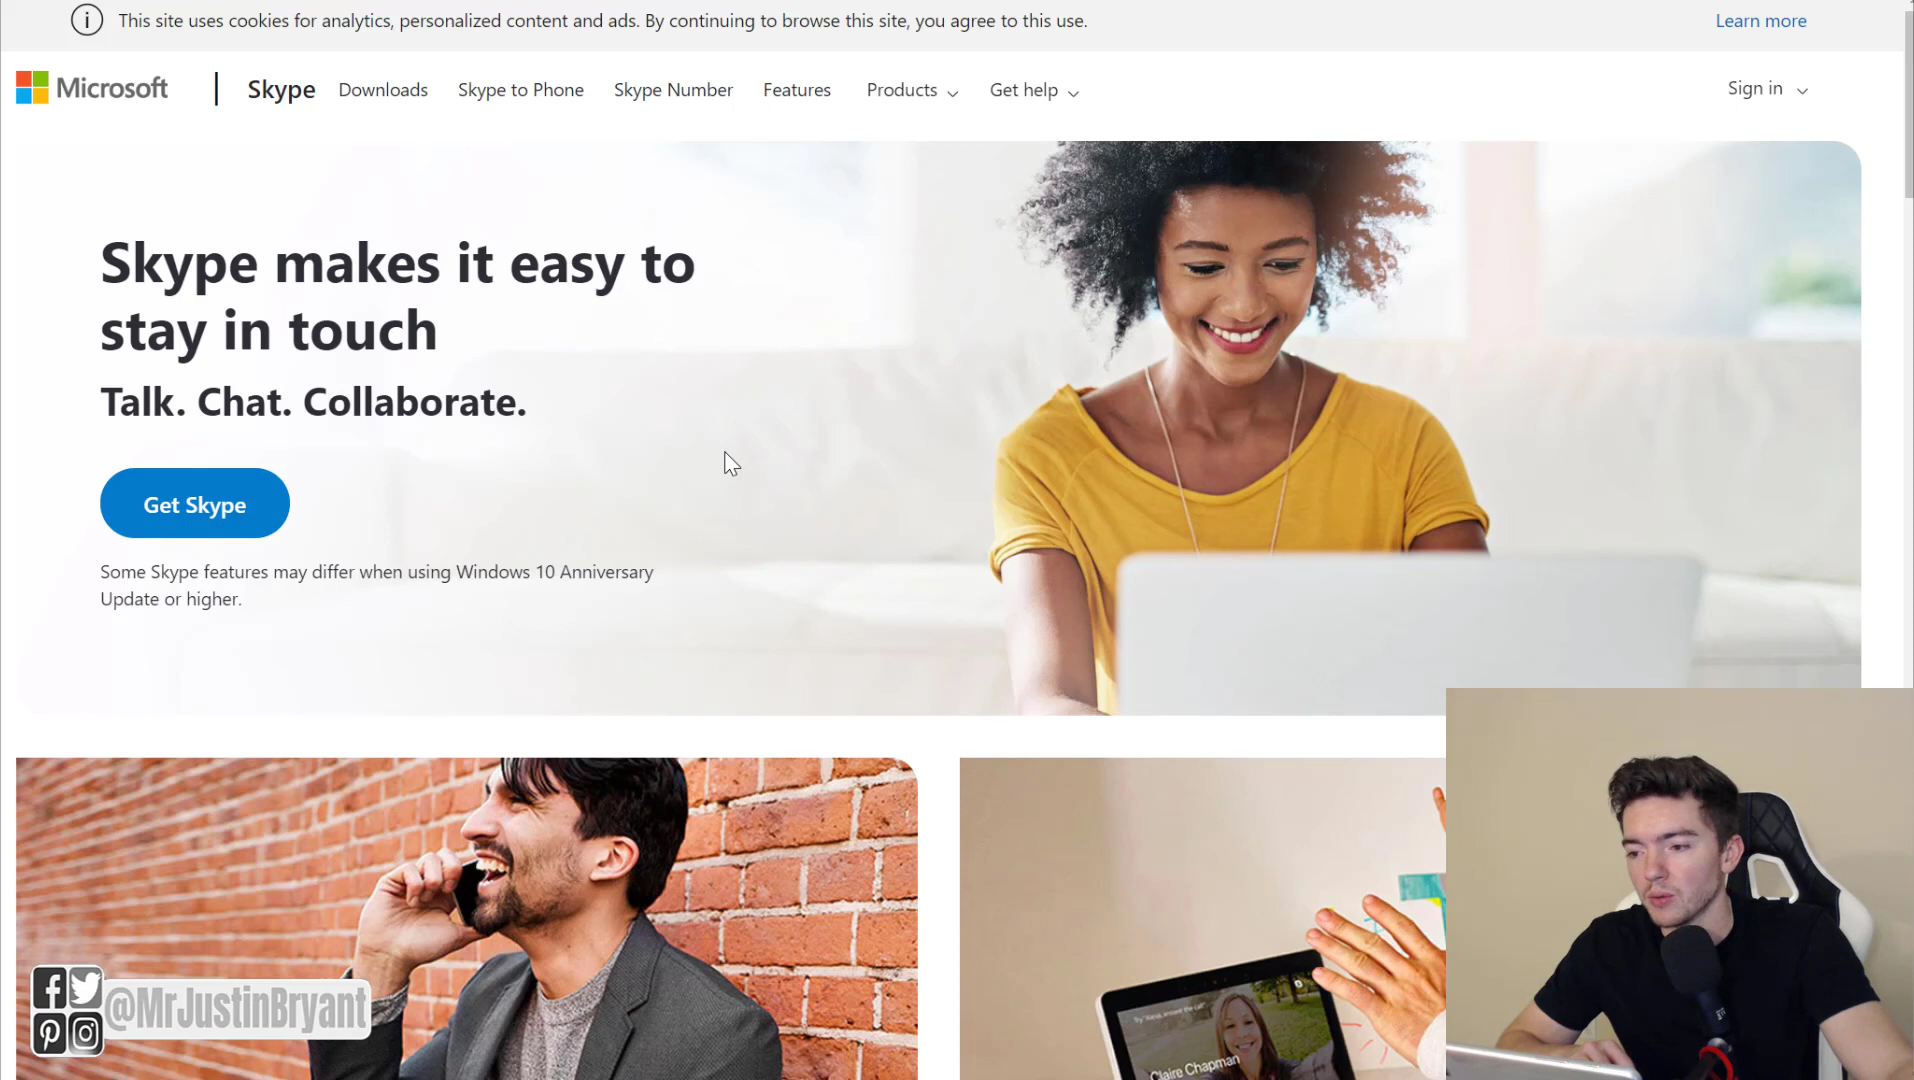 This site uses cookies for analytics, personalized content and ads. By continuing to browse this site, you agree to this use.
Learn more
Microsoft
Skype
Downloads
Skype to Phone
Skype Number
Features
Products
Get help
Sign in
Skype makes it easy to
stay in touch
Talk. Chat. Collaborate.
Get Skype
Some Skype features may differ when using Windows 10 Anniversary
Update or higher.
@MrJustinBryant
Claire Chapman